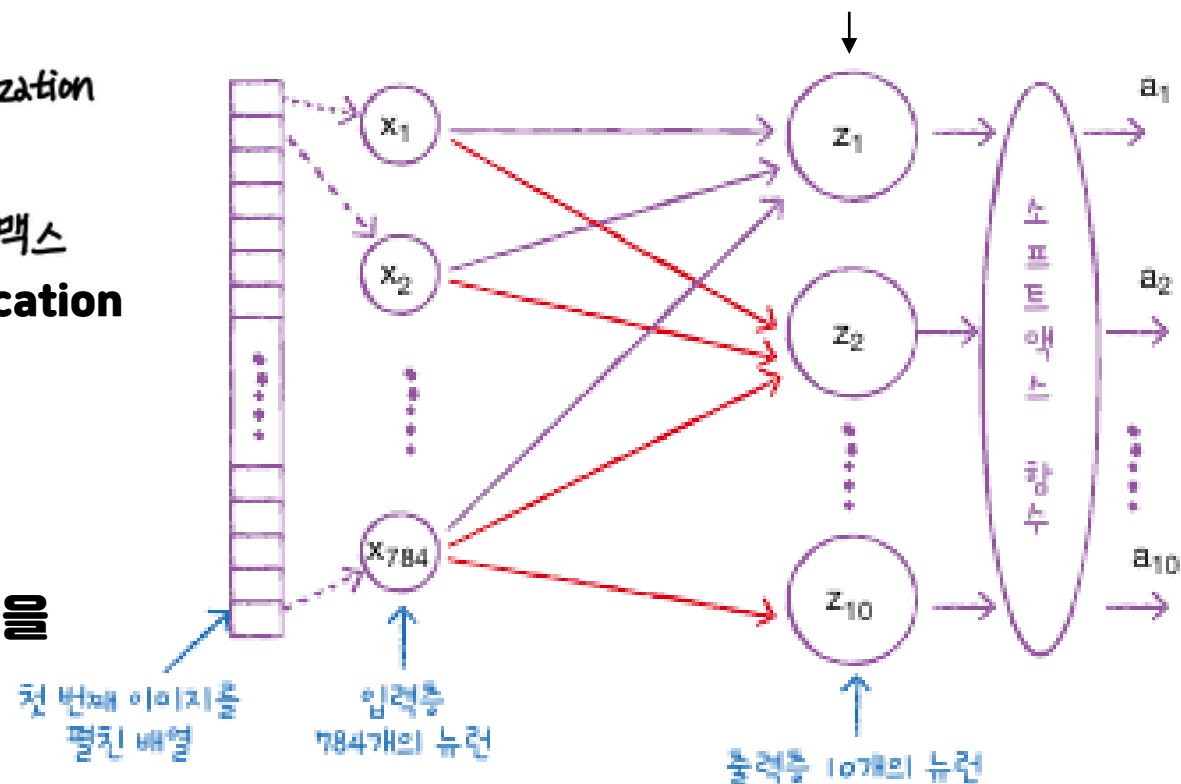 zation
맥스
cation
을
x₁
x₂
x₇₈₄
z₁
z₂
z₁₀
소프트맥스 함수
a₁
a₂
a₁₀
첫 번째 이미지를
펼친 배열
입력층
784개의 뉴런
출력층 10개의 뉴런